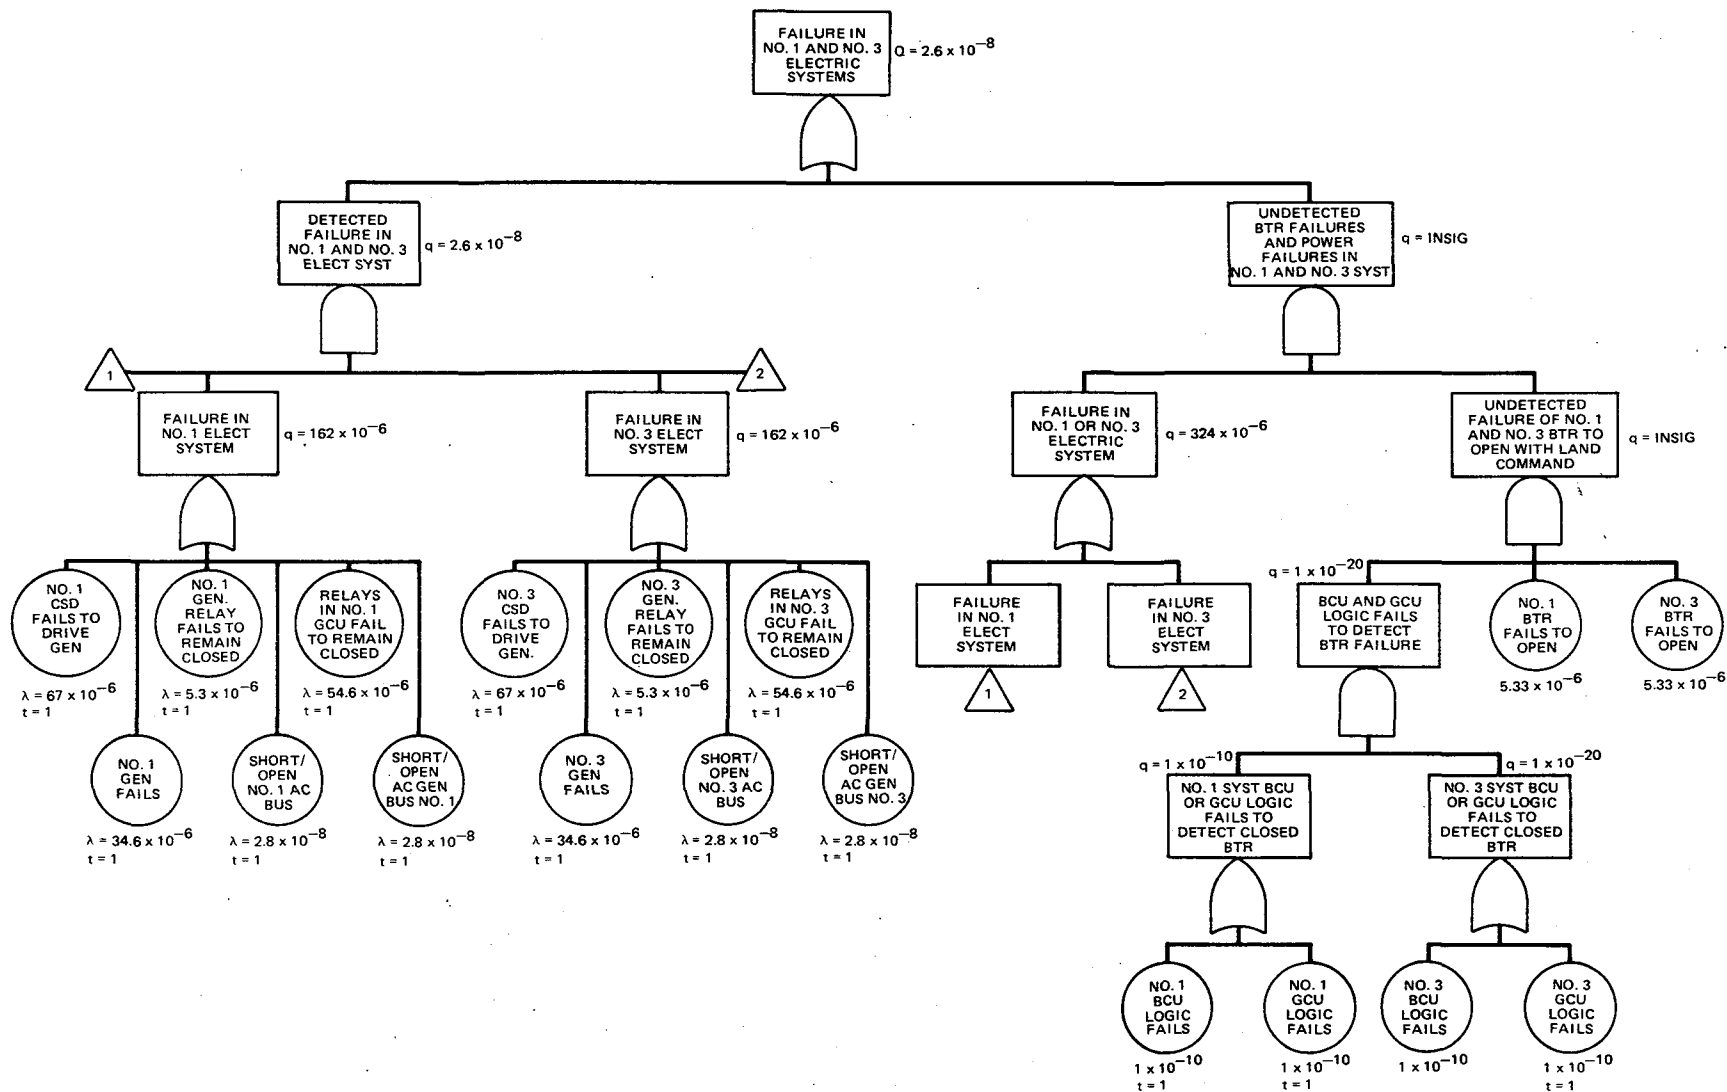 FAILURE IN
NO. 1 AND NO. 3
ELECTRIC
SYSTEMS
Q = 2.6 x 10⁻⁸
DETECTED
FAILURE IN
NO. 1 AND NO. 3
ELECT SYST
q = 2.6 x 10⁻⁸
UNDETECTED
BTR FAILURES
AND POWER
FAILURES IN
NO. 1 AND NO. 3 SYST
q = INSIG
1
2
FAILURE IN
NO. 1 ELECT
SYSTEM
q = 162 x 10⁻⁶
FAILURE IN
NO. 3 ELECT
SYSTEM
q = 162 x 10⁻⁶
FAILURE IN
NO. 1 OR NO. 3
ELECTRIC
SYSTEM
q = 324 x 10⁻⁶
UNDETECTED
FAILURE OF NO. 1
AND NO. 3 BTR TO
OPEN WITH LAND
COMMAND
q = INSIG
NO. 1
CSD
FAILS TO
DRIVE
GEN
λ = 67 x 10⁻⁶
t = 1
NO. 1
GEN.
RELAY
FAILS TO
REMAIN
CLOSED
λ = 5.3 x 10⁻⁶
t = 1
RELAYS
IN NO. 1
GCU FAIL
TO REMAIN
CLOSED
λ = 54.6 x 10⁻⁶
t = 1
NO. 3
CSD
FAILS TO
DRIVE
GEN.
λ = 67 x 10⁻⁶
t = 1
NO. 3
GEN.
RELAY
FAILS TO
REMAIN
CLOSED
λ = 5.3 x 10⁻⁶
t = 1
RELAYS
IN NO. 3
GCU FAIL
TO REMAIN
CLOSED
λ = 54.6 x 10⁻⁶
t = 1
FAILURE
IN NO. 1
ELECT
SYSTEM
1
FAILURE
IN NO. 3
ELECT
SYSTEM
2
q = 1 x 10⁻²⁰
BCU AND GCU
LOGIC FAILS
TO DETECT
BTR FAILURE
NO. 1
BTR
FAILS TO
OPEN
5.33 x 10⁻⁶
NO. 3
BTR
FAILS TO
OPEN
5.33 x 10⁻⁶
NO. 1
GEN
FAILS
λ = 34.6 x 10⁻⁶
t = 1
SHORT/
OPEN
NO. 1 AC
BUS
λ = 2.8 x 10⁻⁸
t = 1
SHORT/
OPEN
AC GEN
BUS NO. 1
λ = 2.8 x 10⁻⁸
t = 1
NO. 3
GEN
FAILS
λ = 34.6 x 10⁻⁶
t = 1
SHORT/
OPEN
NO. 3 AC
BUS
λ = 2.8 x 10⁻⁸
t = 1
SHORT/
OPEN
AC GEN
BUS NO. 3
λ = 2.8 x 10⁻⁸
t = 1
q = 1 x 10⁻¹⁰
NO. 1 SYST BCU
OR GCU LOGIC
FAILS TO
DETECT CLOSED
BTR
q = 1 x 10⁻²⁰
NO. 3 SYST BCU
OR GCU LOGIC
FAILS TO
DETECT CLOSED
BTR
NO. 1
BCU
LOGIC
FAILS
1 x 10⁻¹⁰
t = 1
NO. 1
GCU
LOGIC
FAILS
1 x 10⁻¹⁰
t = 1
NO. 3
BCU
LOGIC
FAILS
1 x 10⁻¹⁰
NO. 3
GCU
LOGIC
FAILS
1 x 10⁻¹⁰
t = 1